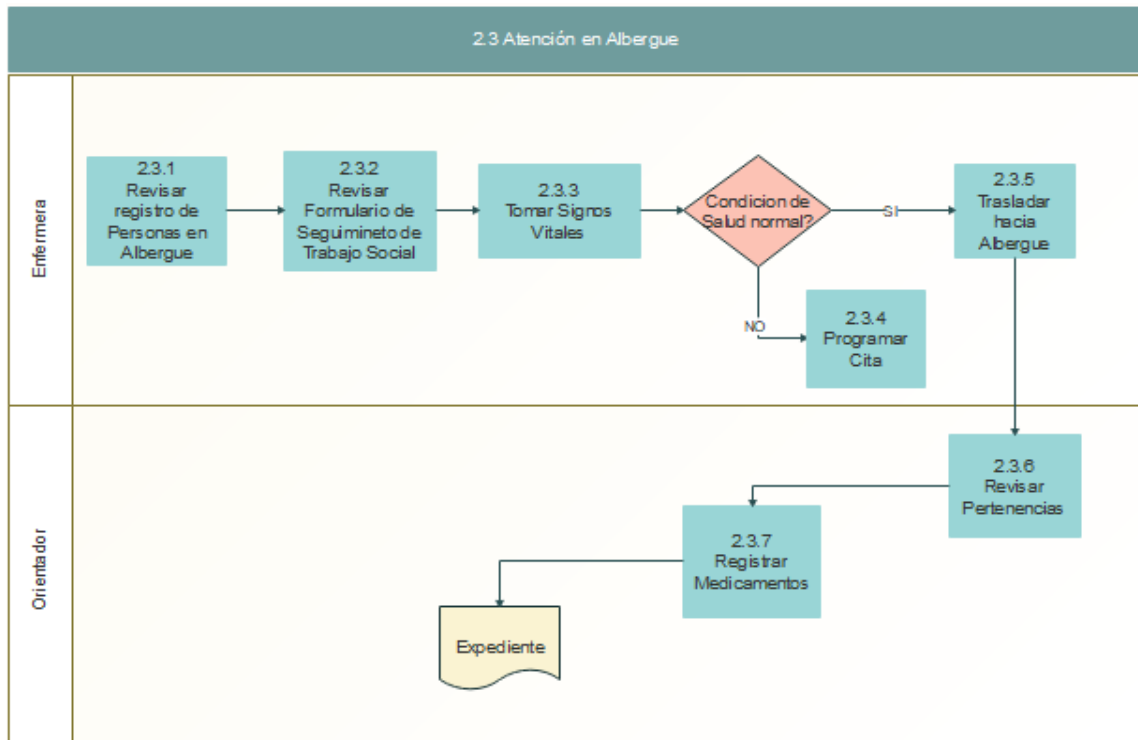 2.3 Atención en Albergue
Enfermera
2.3.1
Revisar
registro de
Personas en
Albergue
2.3.2
Revisar
Formulario de
Seguimineto de
Trabajo Social
2.3.3
Tomar Signos
Vitales
Condicion de
Salud normal?
SI
2.3.5
Trasladar
hacia
Albergue
NO
2.3.4
Programar
Cita
Orientador
2.3.6
Revisar
Pertenencias
2.3.7
Registrar
Medicamentos
Expediente